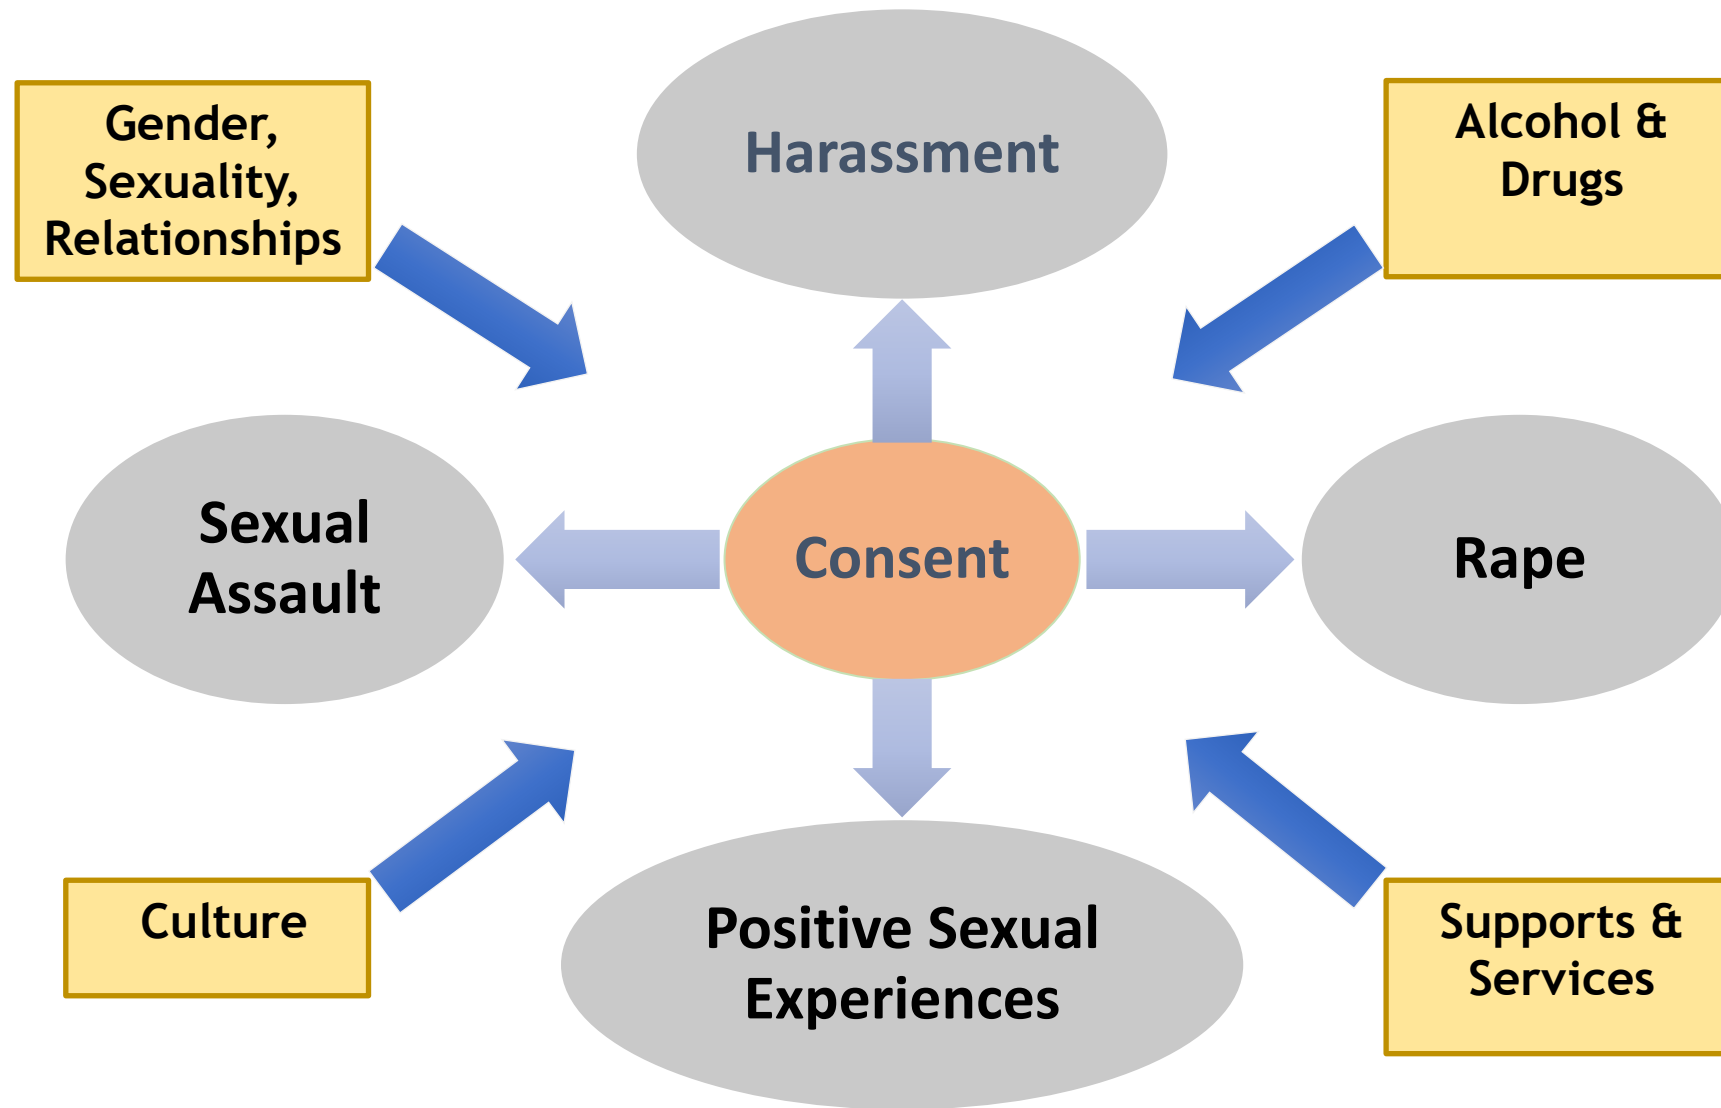 Gender,
Sexuality,
Relationships
Harassment
Alcohol &
Drugs
Sexual
Assault
Consent
Rape
Culture
Positive Sexual
Experiences
Supports &
Services